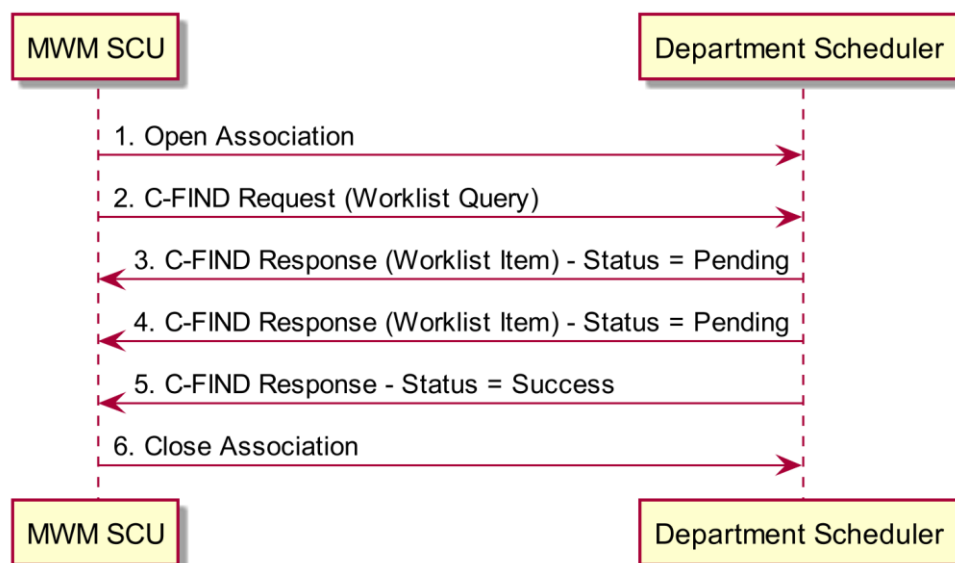 MWM SCU
Department Scheduler
1. Open Association
2. C-FIND Request (Worklist Query)
3. C-FIND Response (Worklist Item) - Status = Pending
4. C-FIND Response (Worklist Item) - Status = Pending
5. C-FIND Response - Status = Success
6. Close Association
MWM SCU
Department Scheduler